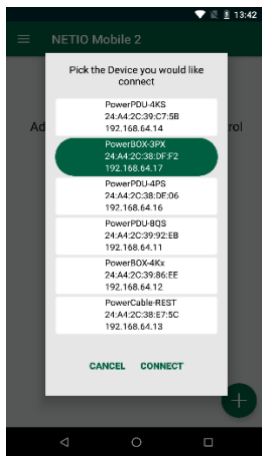 13:42
NETIO Mobile 2
Pick the Device you would like
connect
Ad
rol
PowerPDU-4KS
24:A4:2C:39:C7:5B
192.168.64.14
PowerBOX-3PX
24:A4:2C:38:DF:F2
192.168.64.17
PowerPDU-4PS
24:A4:2C:38:DE:06
192.168.64.16
PowerPDU-8QS
24:A4:2C:39:92:EB
192.168.64.11
PowerBOX-4Kx
24:A4:2C:39:86:EE
192.168.64.12
PowerCable-REST
24:A4:2C:38:E7:5C
192.168.64.13
CANCEL CONNECT